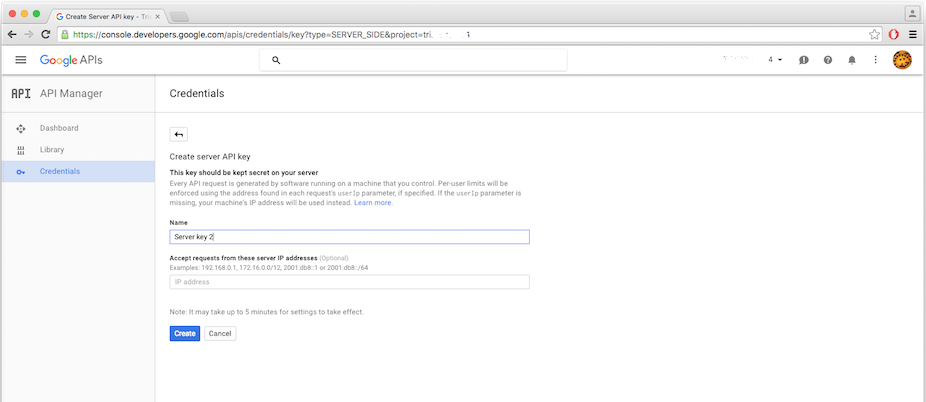 Create Server API key - Tri
https://console.developers.google.com/apis/credentials/key?type=SERVER_SIDE&project=tri
Google APIs
4
API API Manager
Credentials
Dashboard
Library
Credentials
Create server API key
This key should be kept secret on your server
Every API request is generated by software running on a machine that you control. Per-user limits will be
enforced using the address found in each request's userIp parameter, if specified. If the userIp parameter is
missing, your machine's IP address will be used instead. Learn more.
Name
Server key 2
Accept requests from these server IP addresses (Optional)
Examples: 192.168.0.1, 172.16.0.0/12, 2001:db8::1 or 2001:db8::/64
IP address
Note: It may take up to 5 minutes for settings to take effect.
Create Cancel